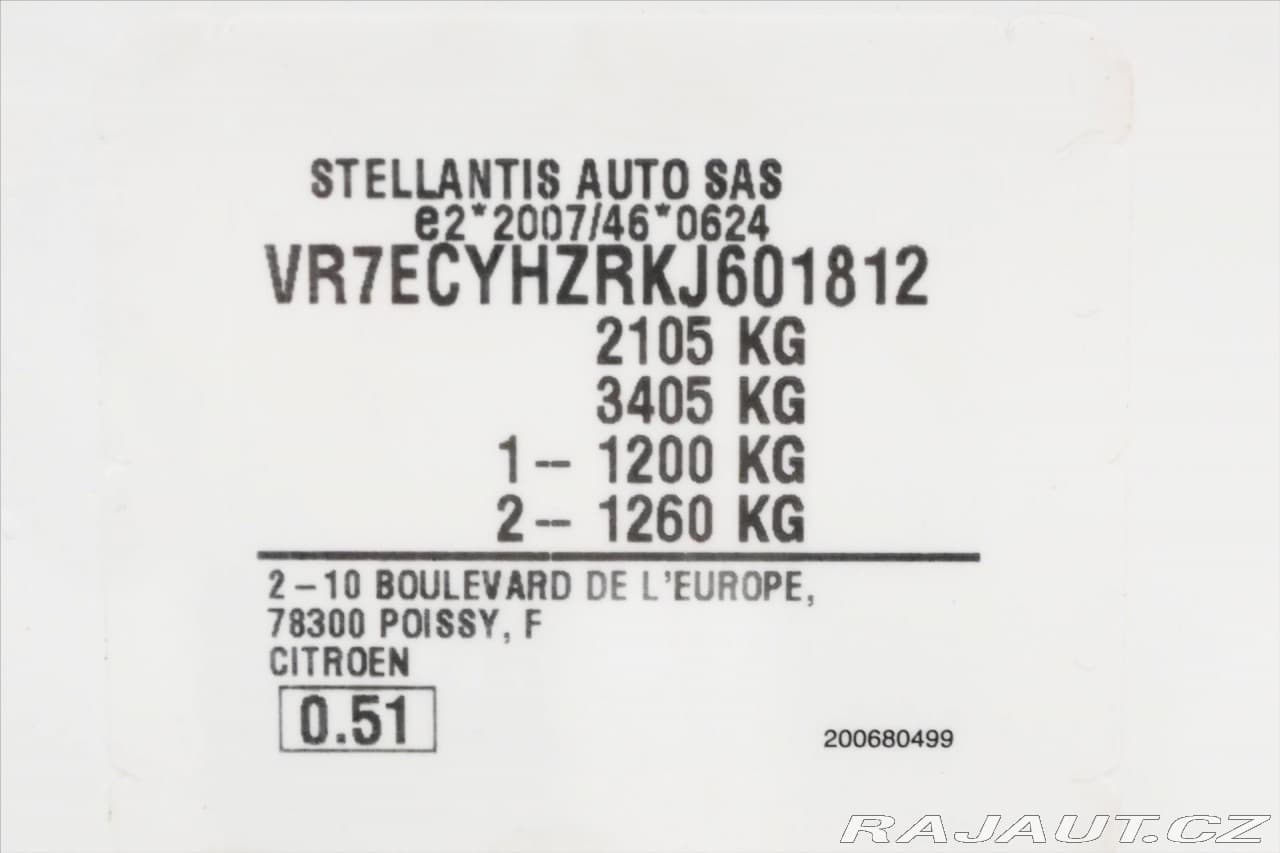 STELLANTIS AUTO SAS
e2*2007/46*0624
VR7ECYHZRKJ601812
2105 KG
3405 KG
1-- 1200 KG
2-- 1260 KG
2-10 BOULEVARD DE L'EUROPE,
78300 POISSY, F
CITROEN
0.51
200680499
RAJAUT.CZ